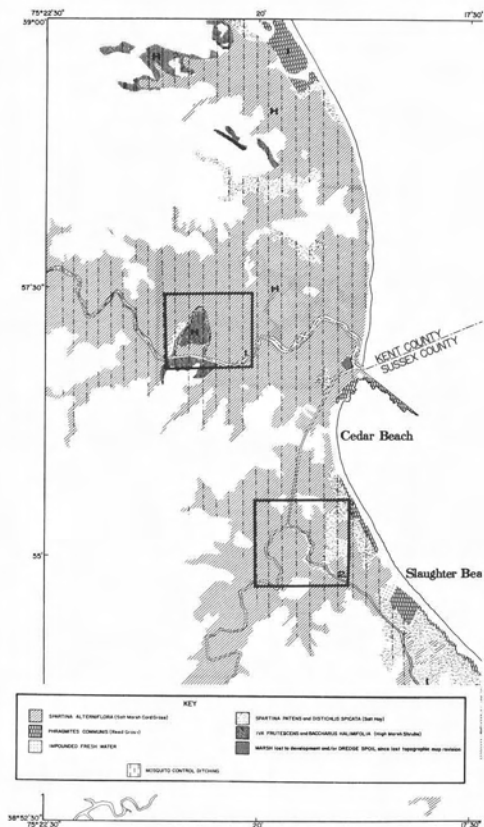 75°22'30" 20' 17'30"
39°00'
H
H
57'30"
H
H
1.
KENT COUNTY
SUSSEX COUNTY
Cedar Beach
55'
2.
Slaughter Bea
KEY
SPARTINA ALTERNIFLORA (Salt Marsh Cord Grass)
PHRAGMITES COMMUNIS (Reed Grass)
IMPOUNDED FRESH WATER
SPARTINA PATENS and DISTICHLIS SPICATA (Salt Hay)
IVA FRUTESCENS and BACCHARUS HALIMIFOLIA (High Marsh Shrubs)
MARSH lost to development and/or DREDGE SPOIL, since last topographic map revision
MOSQUITO CONTROL DITCHING
38°52'30"
75°22'30" 20' 17'30"